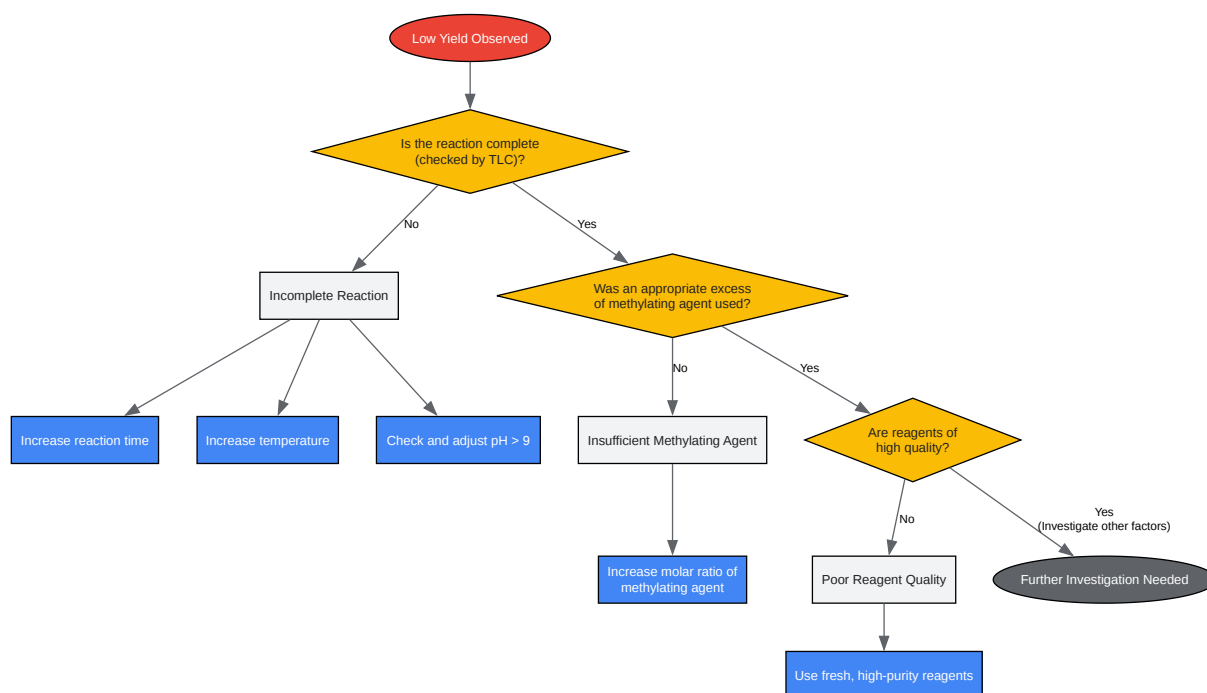 Low Yield Observed
Is the reaction complete
(checked by TLC)?
No
Yes
Incomplete Reaction
Was an appropriate excess
of methylating agent used?
No
Yes
Increase reaction time
Increase temperature
Check and adjust pH > 9
Insufficient Methylating Agent
Are reagents of
high quality?
No
Yes
(Investigate other factors)
Increase molar ratio of
methylating agent
Poor Reagent Quality
Further Investigation Needed
Use fresh, high-purity reagents